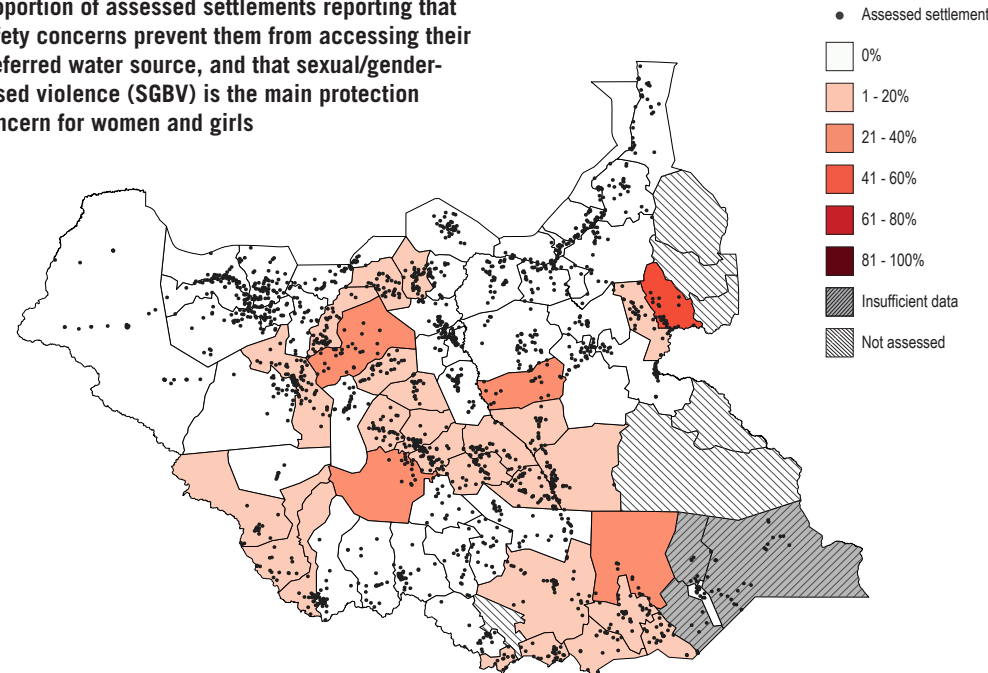 oportion of assessed settlements reporting that
fety concerns prevent them from accessing their
eferred water source, and that sexual/gender-
sed violence (SGBV) is the main protection
ncern for women and girls
Assessed settlement
0%
1 - 20%
21 - 40%
41 - 60%
61 - 80%
81 - 100%
Insufficient data
Not assessed